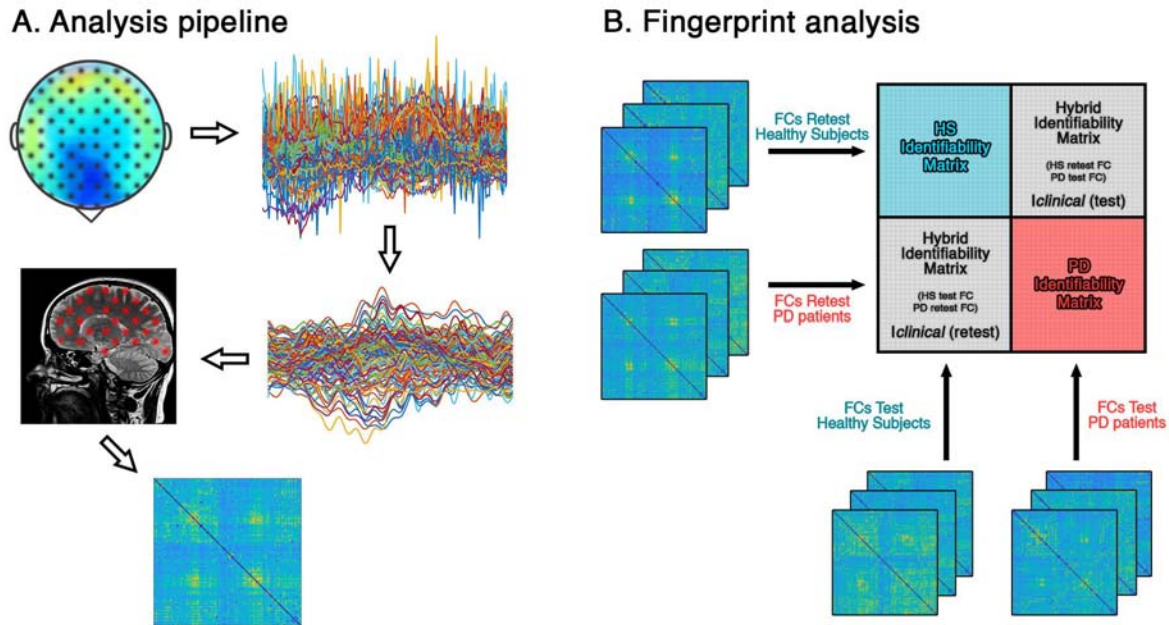 A. Analysis pipeline
B. Fingerprint analysis
FCs Retest
Healthy Subjects
HS
Identifiability
Matrix
Hybrid
Identifiability
Matrix
(HS retest FC
PD test FC)
Iclinical (test)
FCs Retest
PD patients
Hybrid
Identifiability
Matrix
(HS test FC
PD retest FC)
Iclinical (retest)
PD
Identifiability
Matrix
FCs Test
Healthy Subjects
FCs Test
PD patients